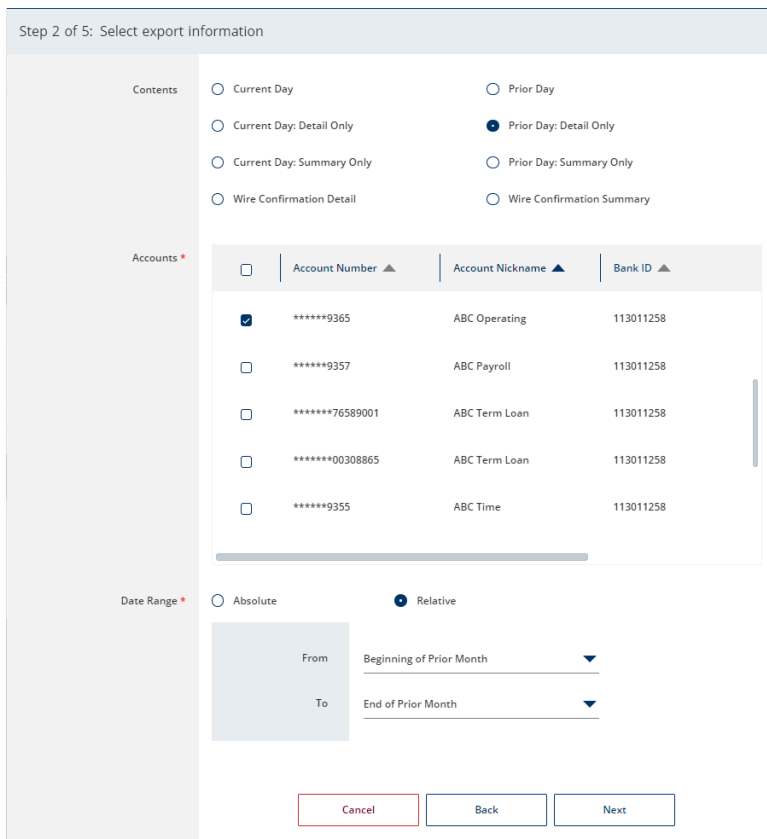 Step 2 of 5: Select export information
Contents
Current Day
Prior Day
Current Day: Detail Only
Prior Day: Detail Only
Current Day: Summary Only
Prior Day: Summary Only
Wire Confirmation Detail
Wire Confirmation Summary
Accounts *
Account Number Account Nickname Bank ID
******9365 ABC Operating 113011258
******9357 ABC Payroll 113011258
*******76589001 ABC Term Loan 113011258
*******00308865 ABC Term Loan 113011258
******9355 ABC Time 113011258
Date Range *
Absolute
Relative
From Beginning of Prior Month
To End of Prior Month
Cancel Back Next